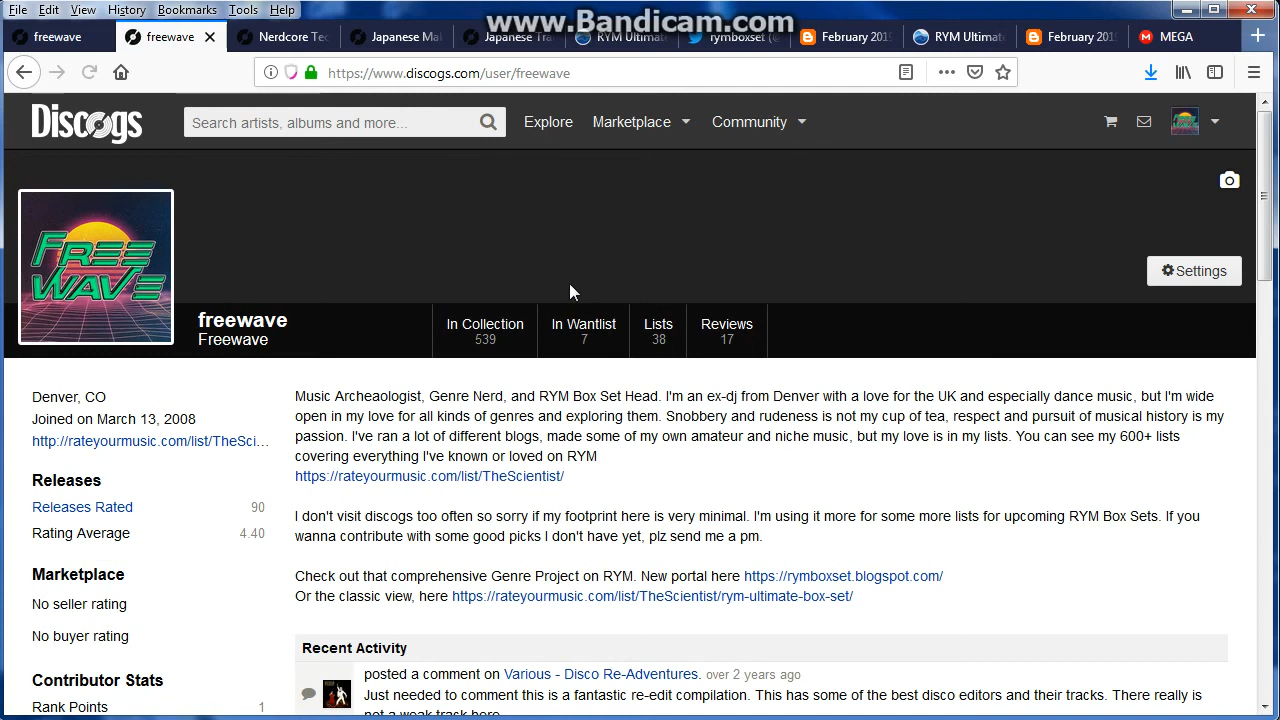 File Edit View History Bookmarks Tools Help
www.Bandicam.com
freewave
freewave
Nerdcore Tec
Japanese Mai
Japanese Tra
RYM Ultimat
rymboxset (@
February 201
RYM Ultimat
February 201
MEGA
https://www.discogs.com/user/freewave
Discogs
Search artists, albums and more...
Explore
Marketplace
Community
FREE
WAVE
Settings
freewave
Freewave
In Collection
539
In Wantlist
7
Lists
38
Reviews
17
Denver, CO
Joined on March 13, 2008
http://rateyourmusic.com/list/TheSci...
Releases
Releases Rated 90
Rating Average 4.40
Marketplace
No seller rating
No buyer rating
Contributor Stats
Rank Points 1
Music Archeaologist, Genre Nerd, and RYM Box Set Head. I'm an ex-dj from Denver with a love for the UK and especially dance music, but I'm wide
open in my love for all kinds of genres and exploring them. Snobbery and rudeness is not my cup of tea, respect and pursuit of musical history is my
passion. I've ran a lot of different blogs, made some of my own amateur and niche music, but my love is in my lists. You can see my 600+ lists
covering everything I've known or loved on RYM
https://rateyourmusic.com/list/TheScientist/
I don't visit discogs too often so sorry if my footprint here is very minimal. I'm using it more for some more lists for upcoming RYM Box Sets. If you
wanna contribute with some good picks I don't have yet, plz send me a pm.
Check out that comprehensive Genre Project on RYM. New portal here https://rymboxset.blogspot.com/
Or the classic view, here https://rateyourmusic.com/list/TheScientist/rym-ultimate-box-set/
Recent Activity
posted a comment on Various - Disco Re-Adventures. over 2 years ago
Just needed to comment this is a fantastic re-edit compilation. This has some of the best disco editors and their tracks. There really is
not a weak track here